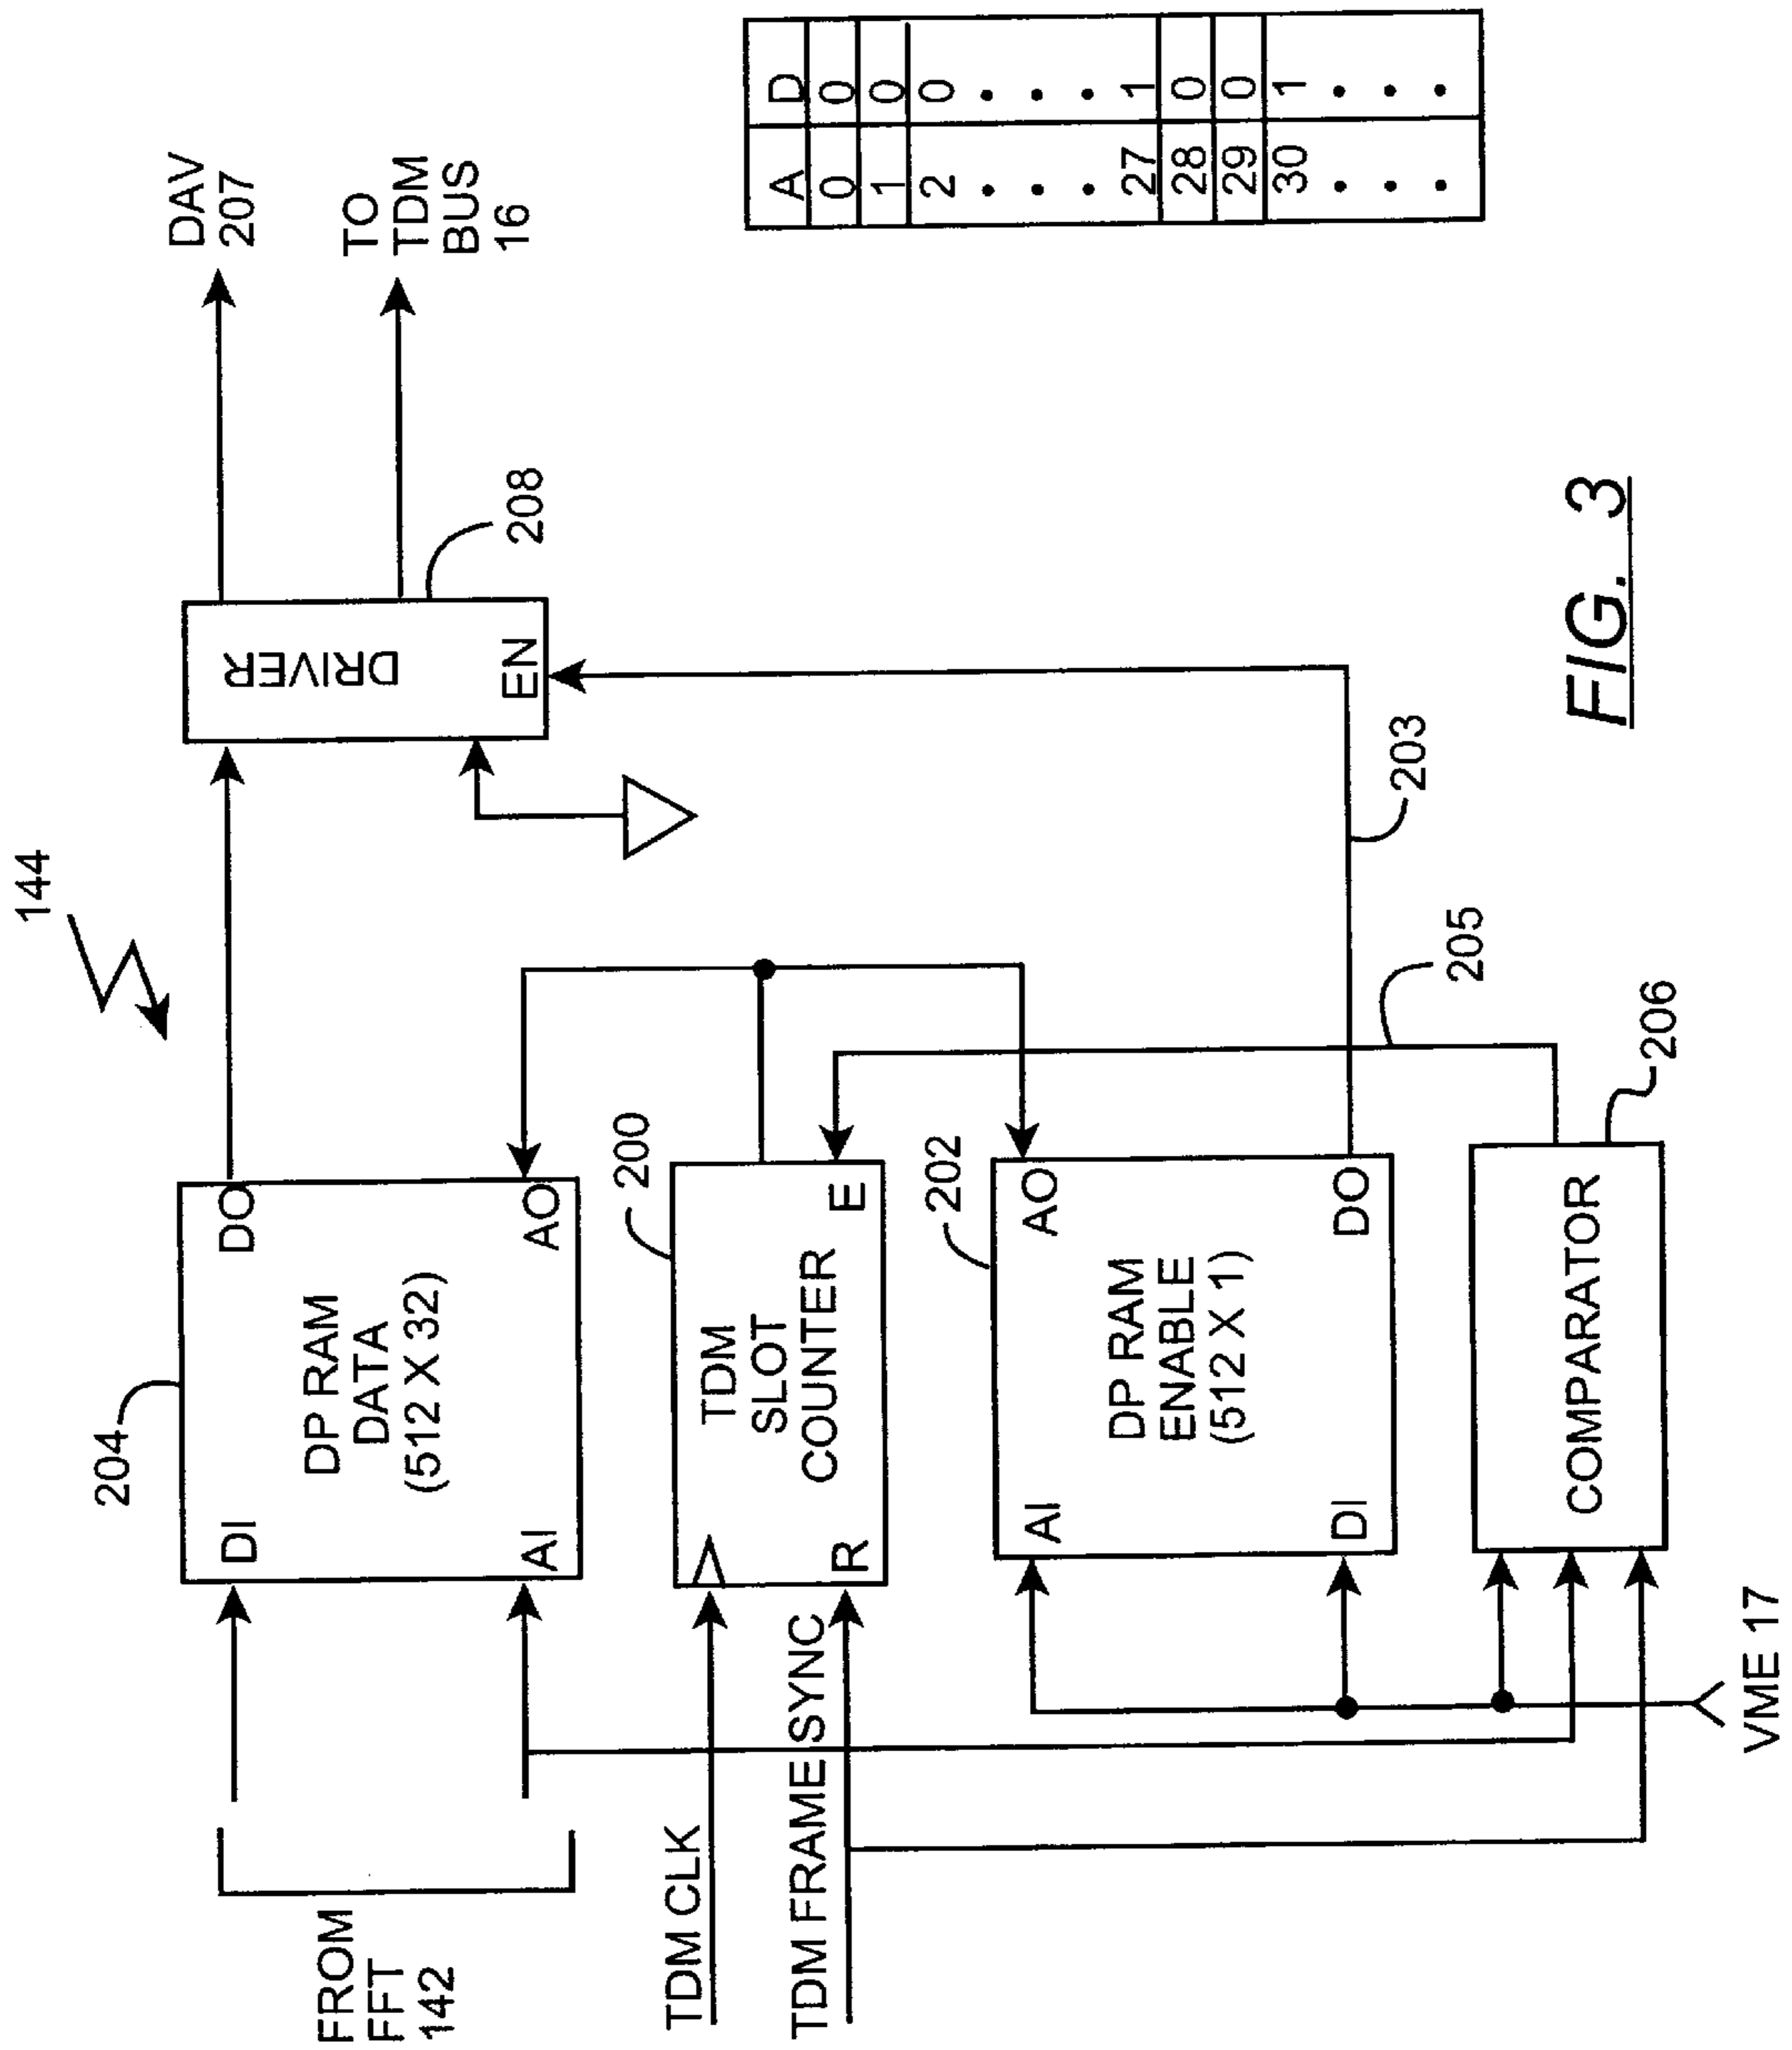 144
FROM
FFT
142
204
DI
DO
AI
AO
DP RAM
DATA
(512 X 32)
DRIVER
EN
208
DAV
207
TO
TDM
BUS
16
TDM CLK
TDM FRAME SYNC
200
TDM
SLOT
COUNTER
R
E
202
AI
AO
DP RAM
ENABLE
(512 X 1)
DI
DO
203
205
COMPARATOR
206
VME 17
A D
0 0
1 0
2 0
. .
. .
. .
27 1
28 0
29 0
30 1
. .
. .
. .
FIG. 3